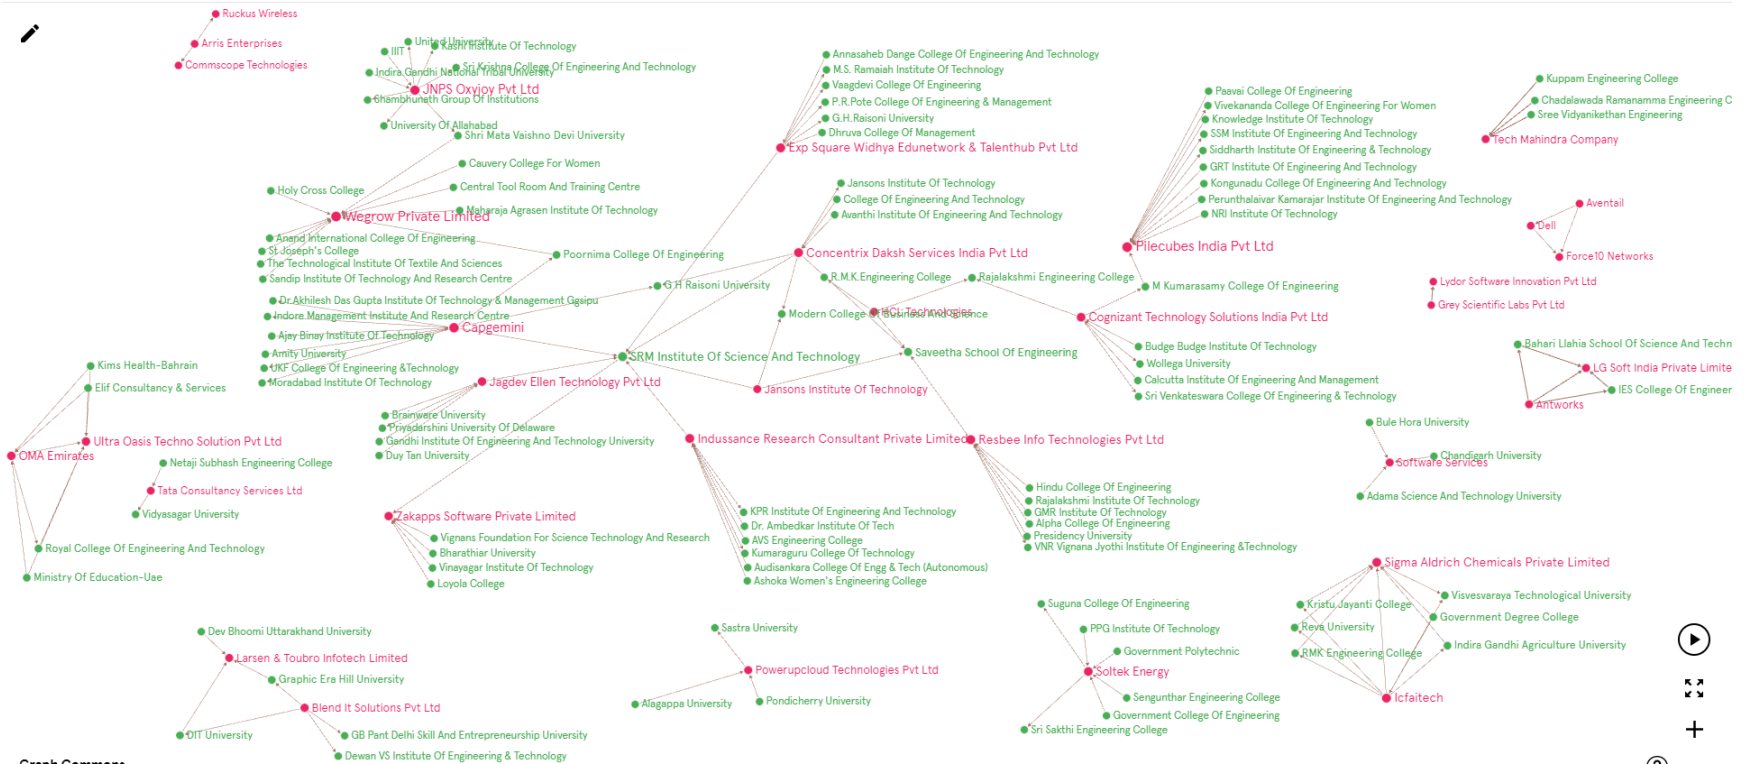 Ruckus Wireless
Arris Enterprises
Commscope Technologies
United University
IIIT
Kashi Institute Of Technology
Sri Krishna College Of Engineering And Technology
Indira Gandhi National Tribal University
JNPS Oxyjoy Pvt Ltd
Shambhunath Group Of Institutions
University Of Allahabad
Shri Mata Vaishno Devi University
Cauvery College For Women
Central Tool Room And Training Centre
Holy Cross College
Maharaja Agrasen Institute Of Technology
Wegrow Private Limited
Anand International College Of Engineering
St Joseph's College
The Technological Institute Of Textile And Sciences
Sandip Institute Of Technology And Research Centre
Poornima College Of Engineering
G H Raisoni University
Dr.Akhilesh Das Gupta Institute Of Technology & Management Ggsipu
Indore Management Institute And Research Centre
Capgemini
Ajay Binay Institute Of Technology
Amity University
UKF College Of Engineering &Technology
Moradabad Institute Of Technology
SRM Institute Of Science And Technology
Jagdev Ellen Technology Pvt Ltd
Brainware University
Priyadarshini University Of Delaware
Gandhi Institute Of Engineering And Technology University
Duy Tan University
Annasaheb Dange College Of Engineering And Technology
M.S. Ramaiah Institute Of Technology
Vaagdevi College Of Engineering
P.R.Pote College Of Engineering & Management
G.H.Raisoni University
Dhruva College Of Management
Exp Square Widhya Edunetwork & Talenthub Pvt Ltd
Jansons Institute Of Technology
College Of Engineering And Technology
Avanthi Institute Of Engineering And Technology
Concentrix Daksh Services India Pvt Ltd
R.M.K.Engineering College
Rajalakshmi Engineering College
Modern College Of Business And Science
HCL Technologies
Saveetha School Of Engineering
Jansons Institute Of Technology
Paavai College Of Engineering
Vivekananda College Of Engineering For Women
Knowledge Institute Of Technology
SSM Institute Of Engineering And Technology
Siddharth Institute Of Engineering & Technology
GRT Institute Of Engineering And Technology
Kongunadu College Of Engineering And Technology
Perunthalaivar Kamarajar Institute Of Engineering And Technology
NRI Institute Of Technology
Pilecubes India Pvt Ltd
M Kumarasamy College Of Engineering
Cognizant Technology Solutions India Pvt Ltd
Budge Budge Institute Of Technology
Wollega University
Calcutta Institute Of Engineering And Management
Sri Venkateswara College Of Engineering & Technology
Kuppam Engineering College
Chadalawada Ramanamma Engineering C
Sree Vidyanikethan Engineering
Tech Mahindra Company
Aventail
Dell
Force10 Networks
Lydor Software Innovation Pvt Ltd
Grey Scientific Labs Pvt Ltd
Bahari Llahia School Of Science And Techn
LG Soft India Private Limite
IES College Of Engineer
Antworks
Bule Hora University
Chandigarh University
Software Services
Adama Science And Technology University
Kims Health-Bahrain
Elif Consultancy & Services
Ultra Oasis Techno Solution Pvt Ltd
OMA Emirates
Netaji Subhash Engineering College
Tata Consultancy Services Ltd
Vidyasagar University
Royal College Of Engineering And Technology
Ministry Of Education-Uae
Zakapps Software Private Limited
Vignans Foundation For Science Technology And Research
Bharathiar University
Vinayagar Institute Of Technology
Loyola College
Indussance Research Consultant Private Limited
Resbee Info Technologies Pvt Ltd
KPR Institute Of Engineering And Technology
Dr. Ambedkar Institute Of Tech
AVS Engineering College
Kumaraguru College Of Technology
Audisankara College Of Engg & Tech (Autonomous)
Ashoka Women's Engineering College
Hindu College Of Engineering
Rajalakshmi Institute Of Technology
GMR Institute Of Technology
Alpha College Of Engineering
Presidency University
VNR Vignana Jyothi Institute Of Engineering &Technology
Sigma Aldrich Chemicals Private Limited
Visvesvaraya Technological University
Kristu Jayanti College
Government Degree College
Reva University
Indira Gandhi Agriculture University
RMK Engineering College
Icfaitech
Suguna College Of Engineering
PPG Institute Of Technology
Government Polytechnic
Soltek Energy
Sengunthar Engineering College
Government College Of Engineering
Sri Sakthi Engineering College
Sastra University
Powerupcloud Technologies Pvt Ltd
Alagappa University
Pondicherry University
Dev Bhoomi Uttarakhand University
Larsen & Toubro Infotech Limited
Graphic Era Hill University
Blend It Solutions Pvt Ltd
DIT University
GB Pant Delhi Skill And Entrepreneurship University
Dewan VS Institute Of Engineering & Technology
Graph Commons